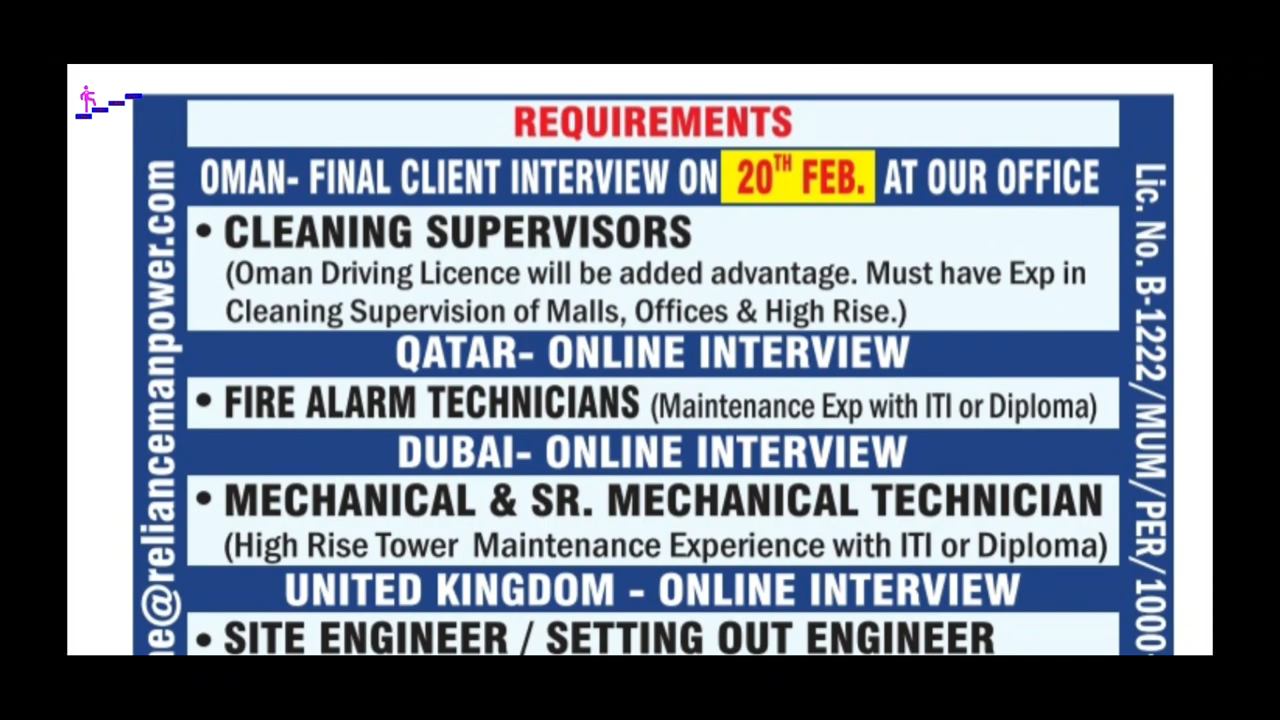 REQUIREMENTS
OMAN- FINAL CLIENT INTERVIEW ON 20TH FEB. AT OUR OFFICE
• CLEANING SUPERVISORS
(Oman Driving Licence will be added advantage. Must have Exp in
Cleaning Supervision of Malls, Offices & High Rise.)
QATAR- ONLINE INTERVIEW
• FIRE ALARM TECHNICIANS (Maintenance Exp with ITI or Diploma)
DUBAI- ONLINE INTERVIEW
• MECHANICAL & SR. MECHANICAL TECHNICIAN
(High Rise Tower Maintenance Experience with ITI or Diploma)
UNITED KINGDOM - ONLINE INTERVIEW
• SITE ENGINEER / SETTING OUT ENGINEER
ne@reliancemanpower.com
Lic. No. B-1222/MUM/PER/1000